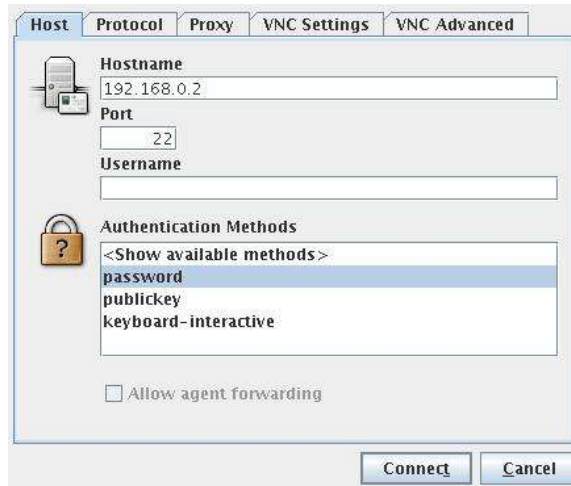 Host Protocol Proxy VNC Settings VNC Advanced
Hostname
192.168.0.2
Port
22
Username
Authentication Methods
<Show available methods>
password
publickey
keyboard-interactive
Allow agent forwarding
Connect Cancel